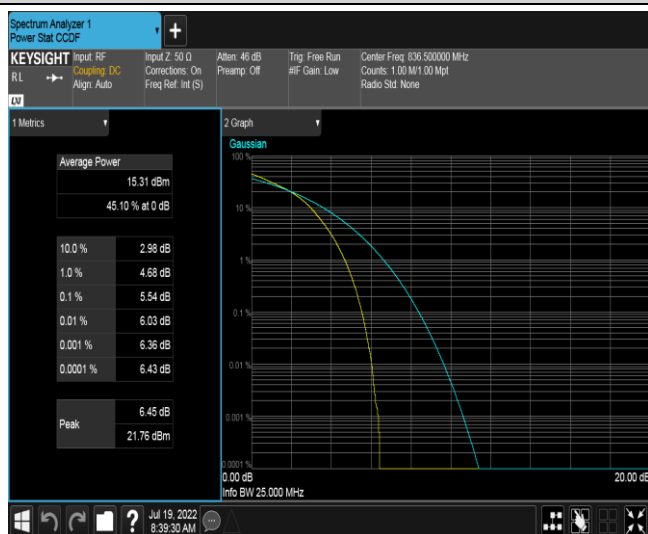 Spectrum Analyzer 1
Power Stat CCDF
+
KEYSIGHT
R L
LXI
Input: RF
Coupling: DC
Align: Auto
Input Z: 50 Ω
Corrections: On
Freq Ref: Int (S)
Atten: 46 dB
Preamp: Off
Trig: Free Run
#IF Gain: Low
Center Freq: 836.500000 MHz
Counts: 1.00 M/1.00 Mpt
Radio Std: None
1 Metrics
Average Power
15.31 dBm
45.10 % at 0 dB
10.0 % 2.98 dB
1.0 % 4.68 dB
0.1 % 5.54 dB
0.01 % 6.03 dB
0.001 % 6.36 dB
0.0001 % 6.43 dB
Peak
6.45 dB
21.76 dBm
2 Graph
Gaussian
100 %
10 %
1 %
0.1 %
0.01 %
0.001 %
0.0001 %
0.00 dB
20.00 dB
Info BW 25.000 MHz
?
Jul 19, 2022
8:39:30 AM